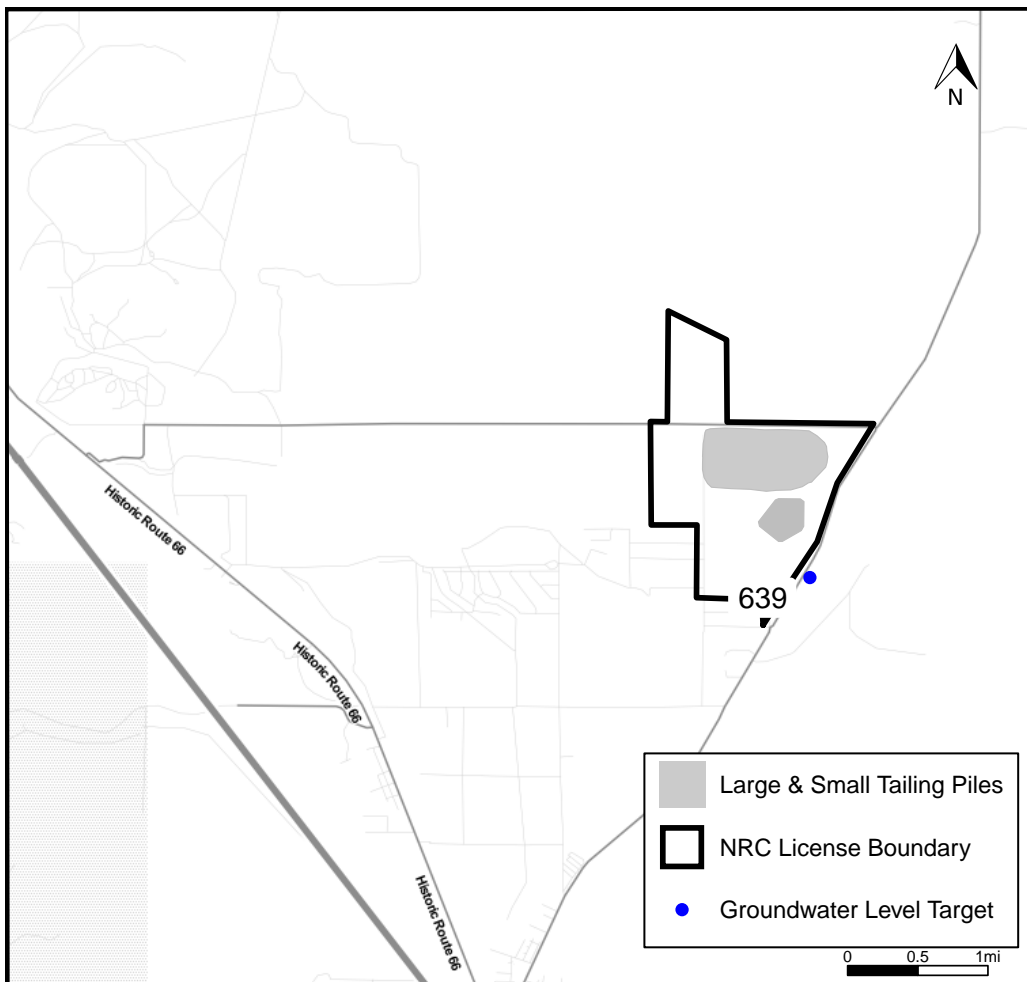 N
Historic Route 66
639
Historic Route 66
Large & Small Tailing Piles
NRC License Boundary
Historic Route 66
Groundwater Level Target
0 0.5 1mi